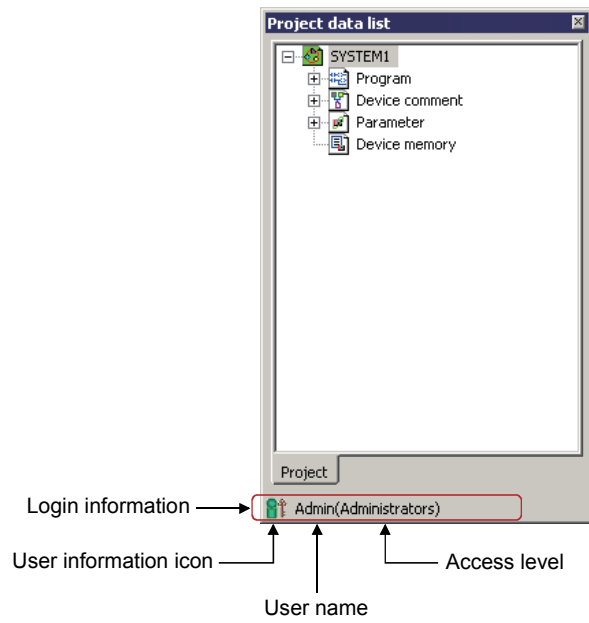 Project data list
SYSTEM1
Program
Device comment
Parameter
Device memory
Project
Login information
Admin(Administrators)
User information icon
Access level
User name